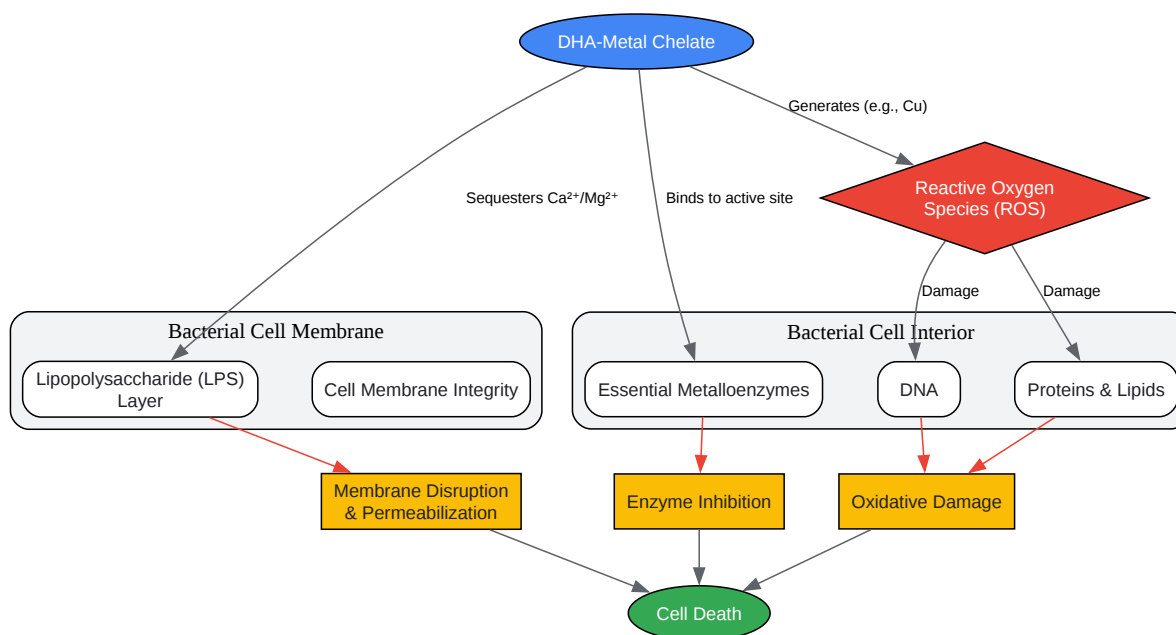 DHA-Metal Chelate
Generates (e.g., Cu)
Reactive Oxygen
Species (ROS)
Sequesters Ca²⁺/Mg²⁺
Binds to active site
Damage
Damage
Bacterial Cell Membrane
Bacterial Cell Interior
Lipopolysaccharide (LPS)
Layer
Cell Membrane Integrity
Essential Metalloenzymes
DNA
Proteins & Lipids
Membrane Disruption
& Permeabilization
Enzyme Inhibition
Oxidative Damage
Cell Death